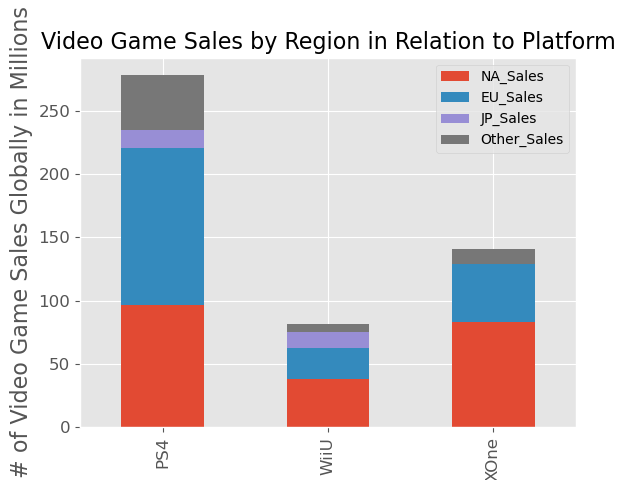 Video Game Sales by Region in Relation to Platform
# of Video Game Sales Globally in Millions
250
200
150
100
50
0
NA_Sales
EU_Sales
JP_Sales
Other_Sales
PS4
WiiU
XOne